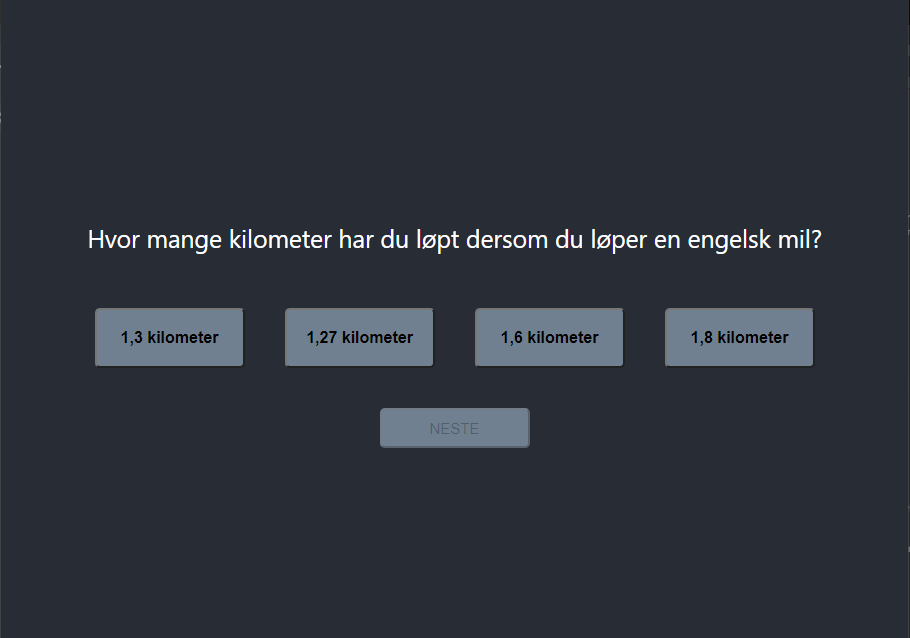 Hvor mange kilometer har du løpt dersom du løper en engelsk mil?
1,3 kilometer
1,27 kilometer
1,6 kilometer
1,8 kilometer
NESTE